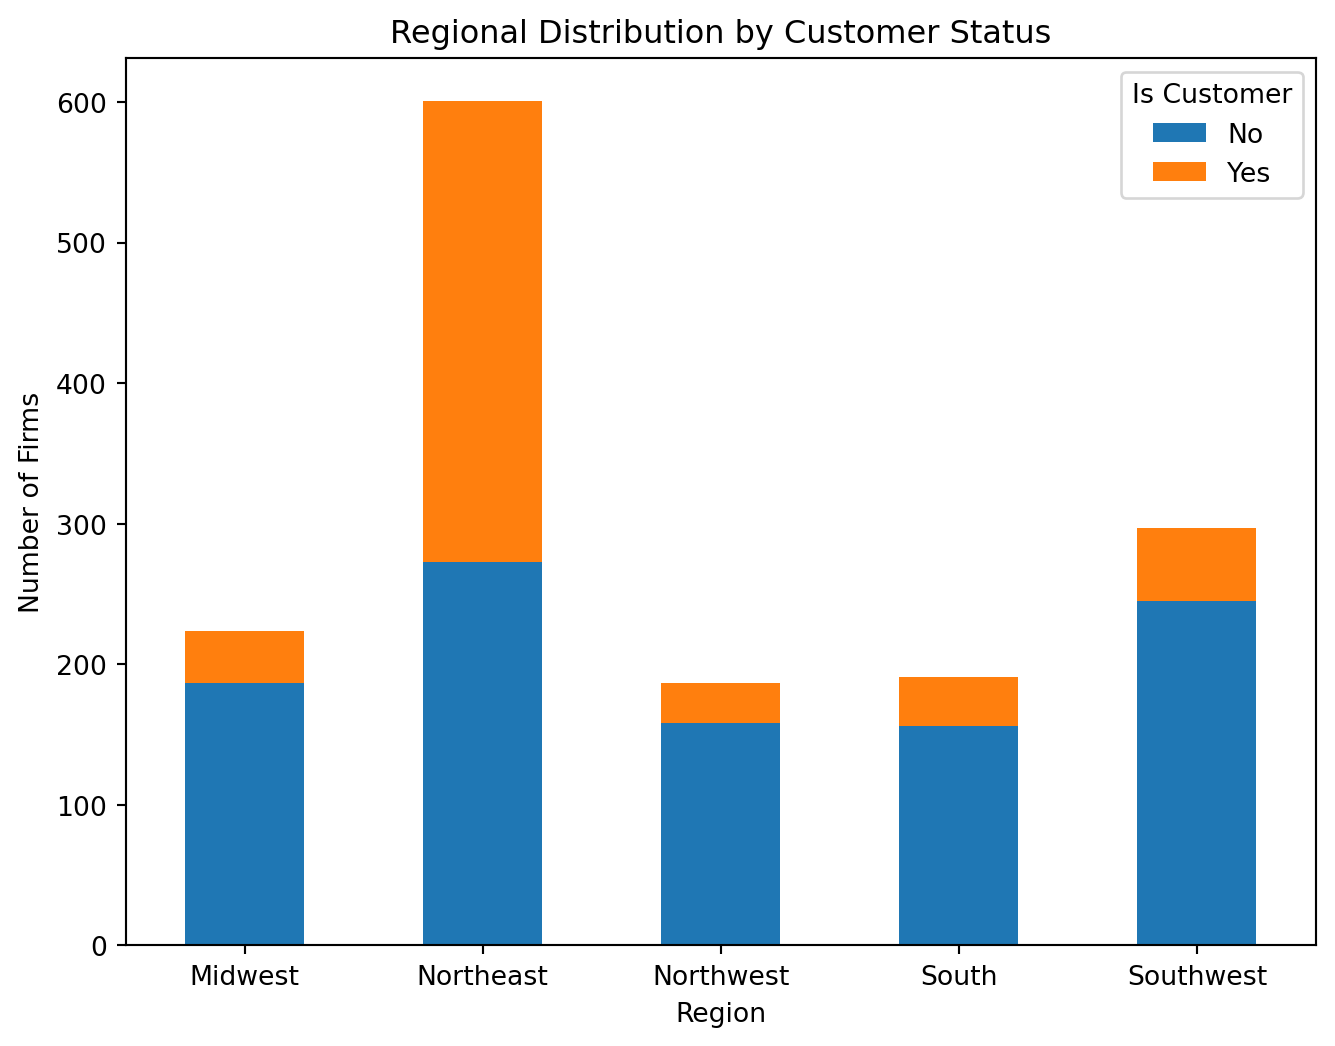 Regional Distribution by Customer Status
Is Customer
No
Yes
Number of Firms
600
500
400
300
200
100
0
Midwest Northeast Northwest South Southwest
Region